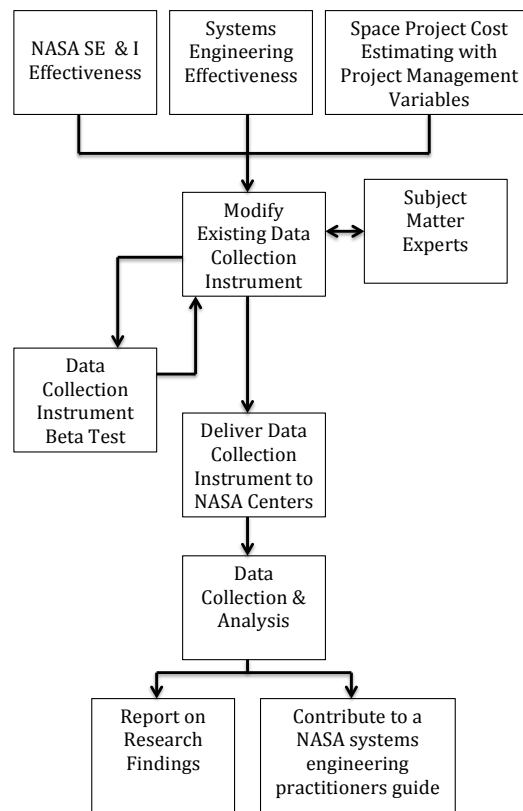 NASA SE & I
Effectiveness
Systems
Engineering
Effectiveness
Space Project Cost
Estimating with
Project Management
Variables
Modify
Existing Data
Collection
Instrument
Subject
Matter
Experts
Data
Collection
Instrument
Beta Test
Deliver Data
Collection
Instrument to
NASA Centers
Data
Collection &
Analysis
Report on
Research
Findings
Contribute to a
NASA systems
engineering
practitioners guide